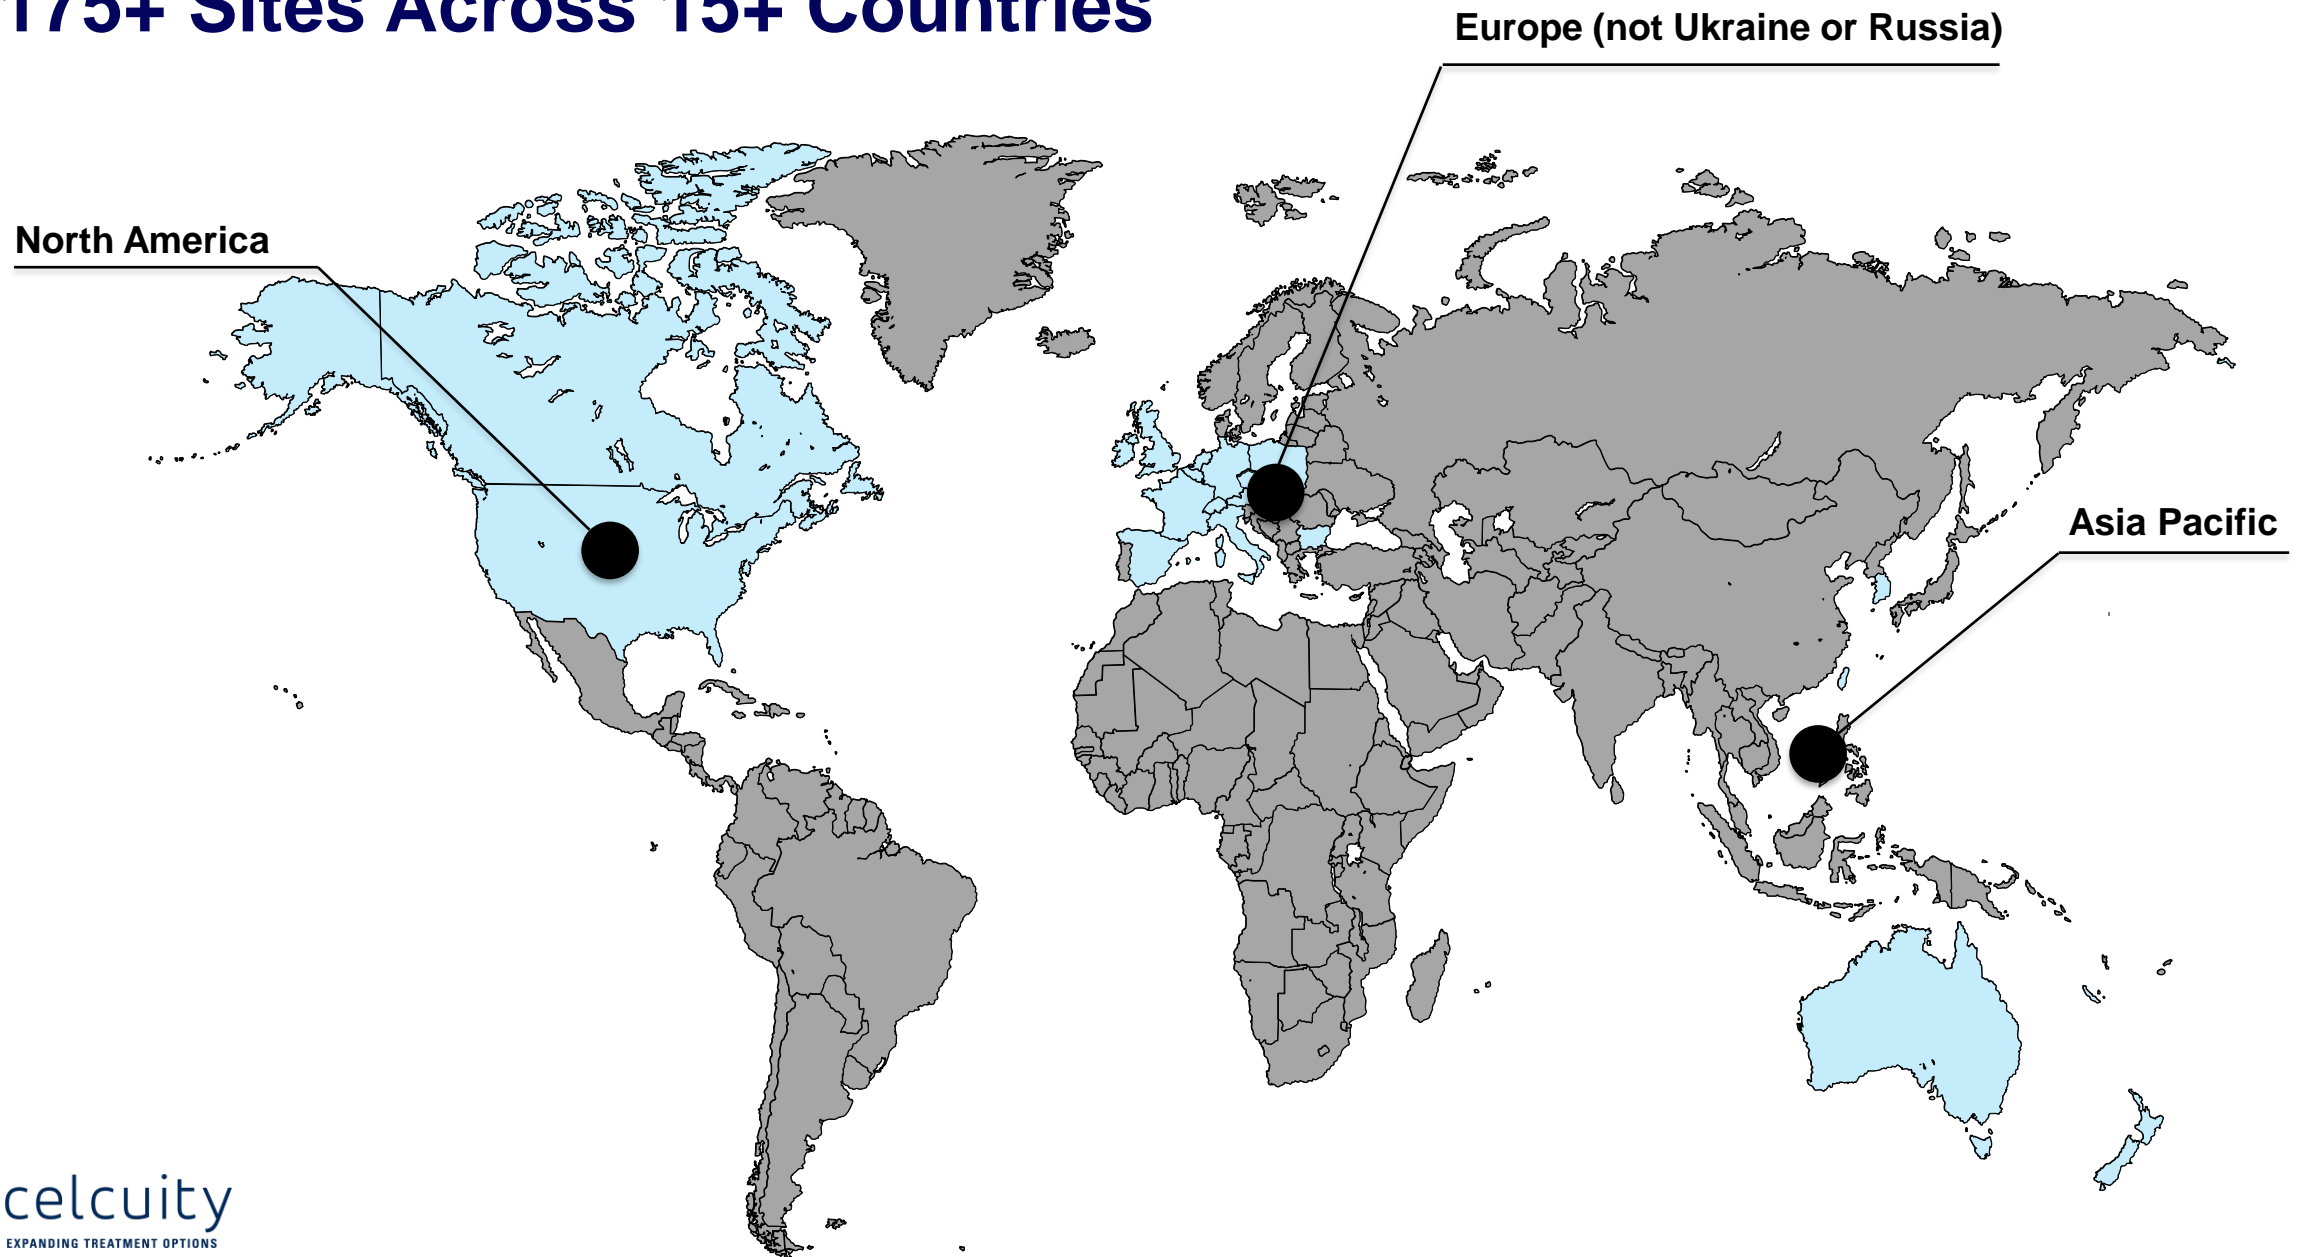 175+ Sites Across 15+ Countries
Europe (not Ukraine or Russia)
North America
Asia Pacific
celcuity
EXPANDING TREATMENT OPTIONS